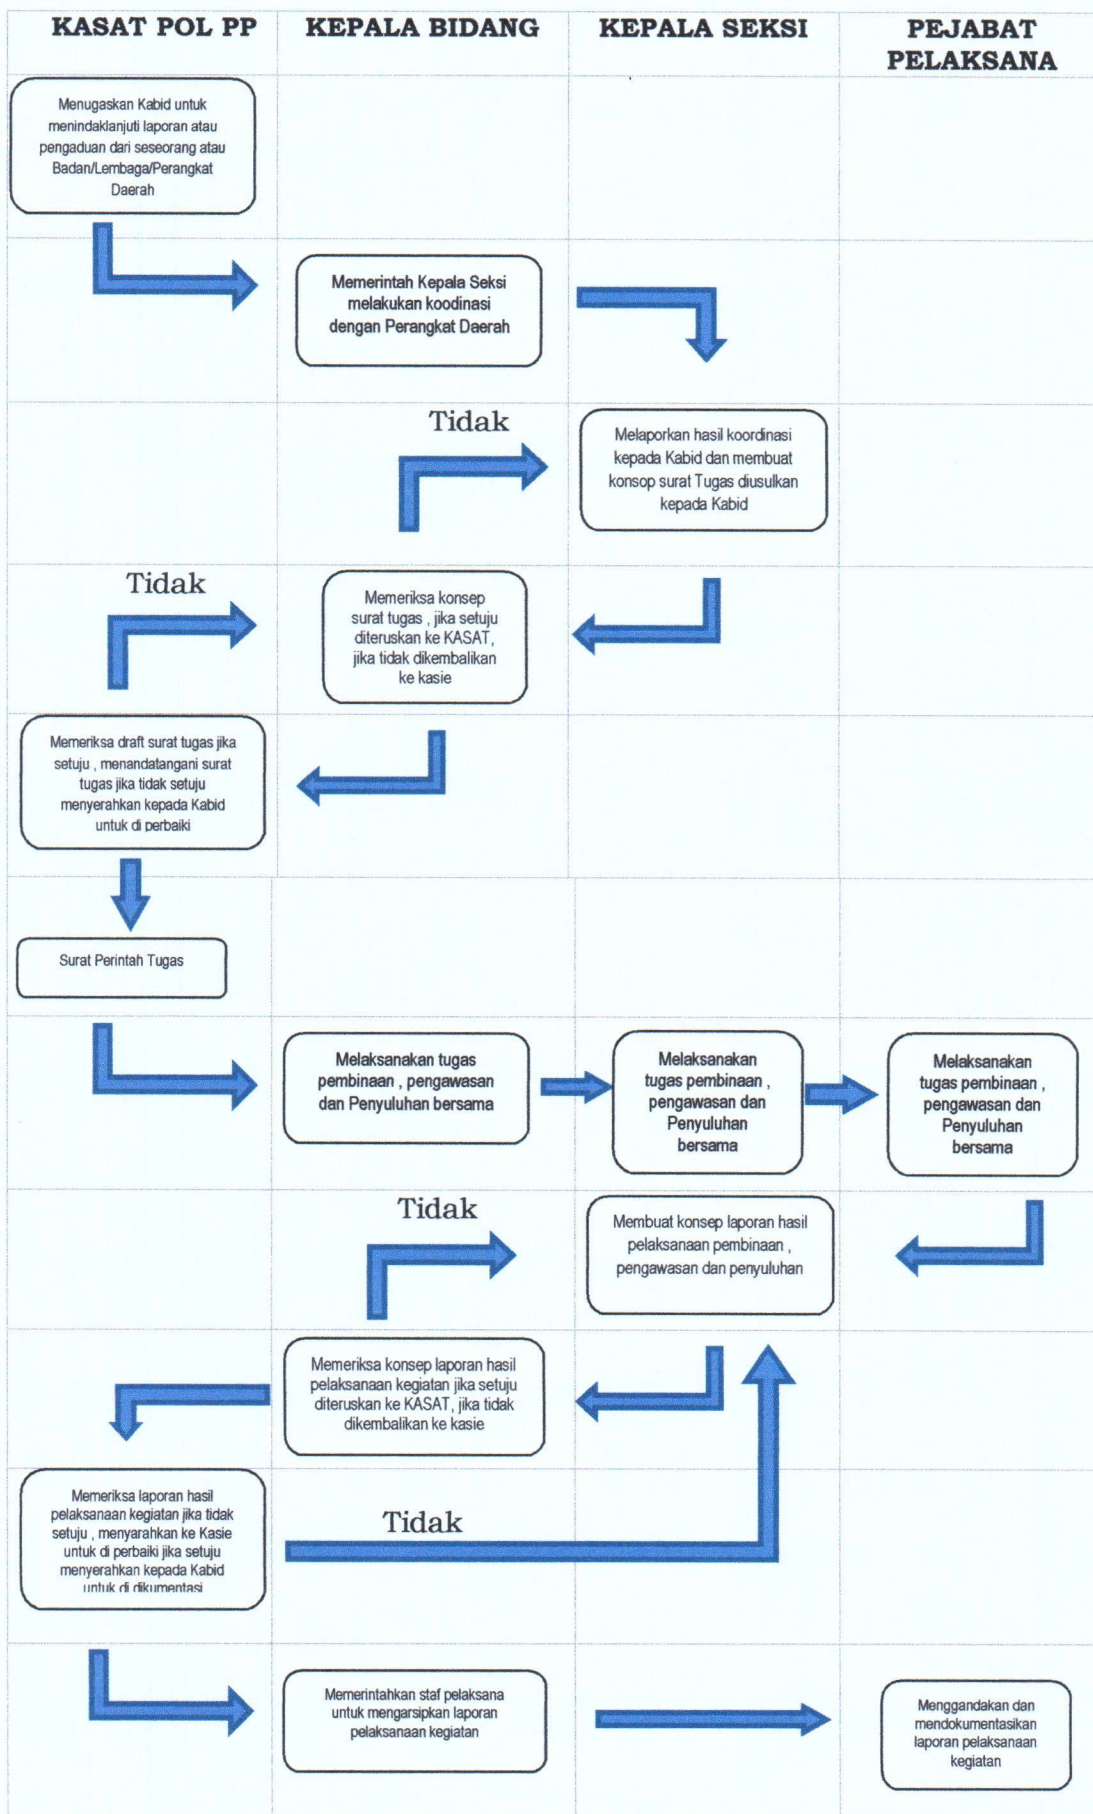 KASAT POL PP
KEPALA BIDANG
KEPALA SEKSI
PEJABAT
PELAKSANA
Menugaskan Kabid untuk
menindaklanjuti laporan atau
pengaduan dari seseorang atau
Badan/Lembaga/Perangkat
Daerah
Memerintah Kepala Seksi
melakukan koodinasi
dengan Perangkat Daerah
Tidak
Melaporkan hasil koordinasi
kepada Kabid dan membuat
konsop surat Tugas diusulkan
kepada Kabid
Tidak
Memeriksa konsep
surat tugas , jika setuju
diteruskan ke KASAT,
jika tidak dikembalikan
ke kasie
Memeriksa draft surat tugas jika
setuju , menandatangani surat
tugas jika tidak setuju
menyerahkan kepada Kabid
untuk di perbaiki
Surat Perintah Tugas
Melaksanakan tugas
pembinaan , pengawasan
dan Penyuluhan bersama
Melaksanakan
tugas pembinaan ,
pengawasan dan
Penyuluhan
bersama
Melaksanakan
tugas pembinaan ,
pengawasan dan
Penyuluhan
bersama
Tidak
Membuat konsep laporan hasil
pelaksanaan pembinaan ,
pengawasan dan penyuluhan
Memeriksa konsep laporan hasil
pelaksanaan kegiatan jika setuju
diteruskan ke KASAT, jika tidak
dikembalikan ke kasie
Memeriksa laporan hasil
pelaksanaan kegiatan jika tidak
setuju , menyarahkan ke Kasie
untuk di perbaiki jika setuju
menyerahkan kepada Kabid
untuk di dikumentasi
Tidak
Memerintahkan staf pelaksana
untuk mengarsipkan laporan
pelaksanaan kegiatan
Menggandakan dan
mendokumentasikan
laporan pelaksanaan
kegiatan